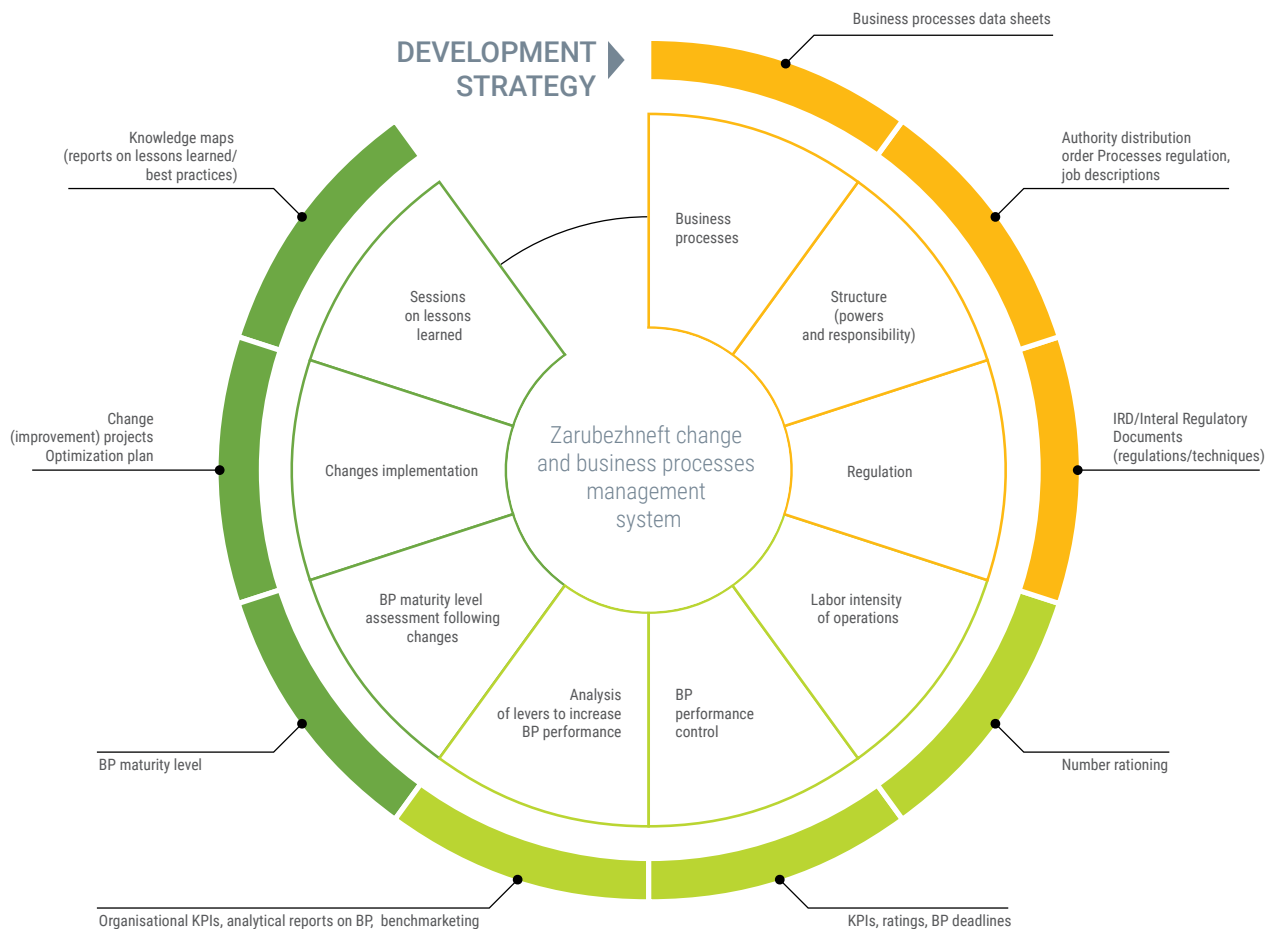 Business processes data sheets
DEVELOPMENT
STRATEGY
Knowledge maps
(reports on lessons learned/
best practices)
Authority distribution
order Processes regulation,
job descriptions
Business
processes
Sessions
on lessons
learned
Structure
(powers
and responsibility)
Change
(improvement) projects
Optimization plan
IRD/Interal Regulatory
Documents
(regulations/techniques)
Zarubezhneft change
and business processes
management
system
Changes implementation
Regulation
BP maturity level
assessment following
changes
Labor intensity
of operations
Analysis
of levers to increase
BP performance
BP
performance
control
BP maturity level
Number rationing
Organisational KPIs, analytical reports on BP, benchmarketing
KPIs, ratings, BP deadlines